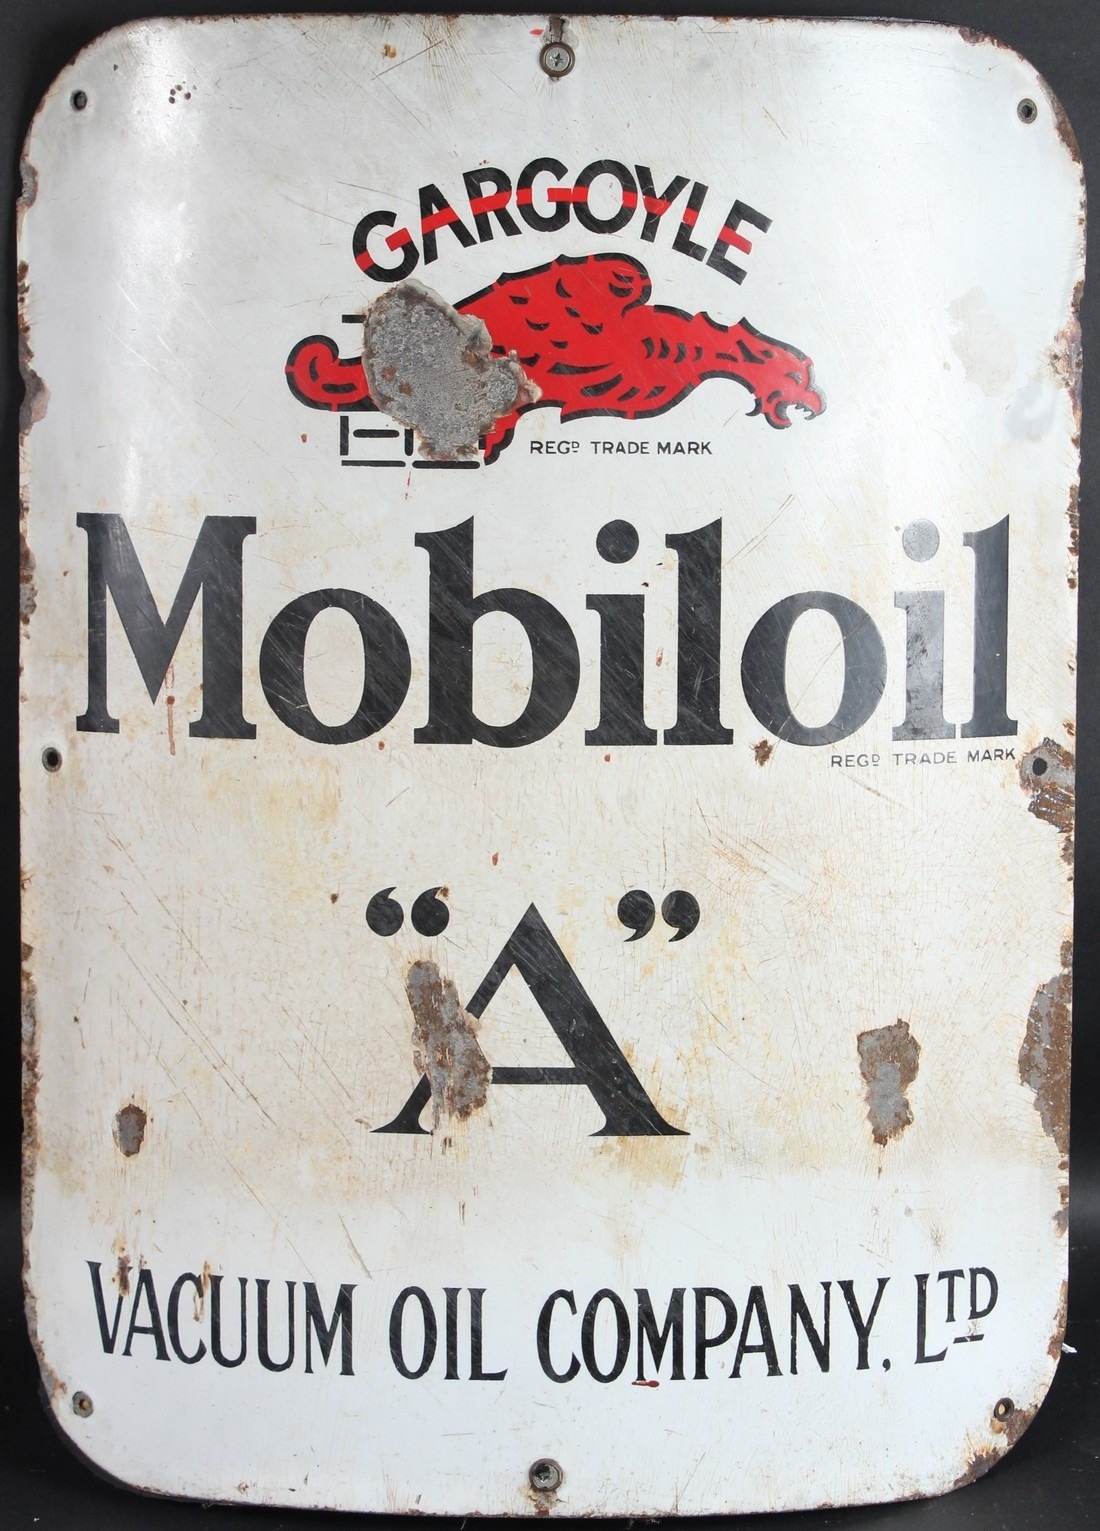 GARGOYLE
REGD TRADE MARK
Mobiloil
REGD TRADE MARK
“A”
VACUUM OIL COMPANY, LTD